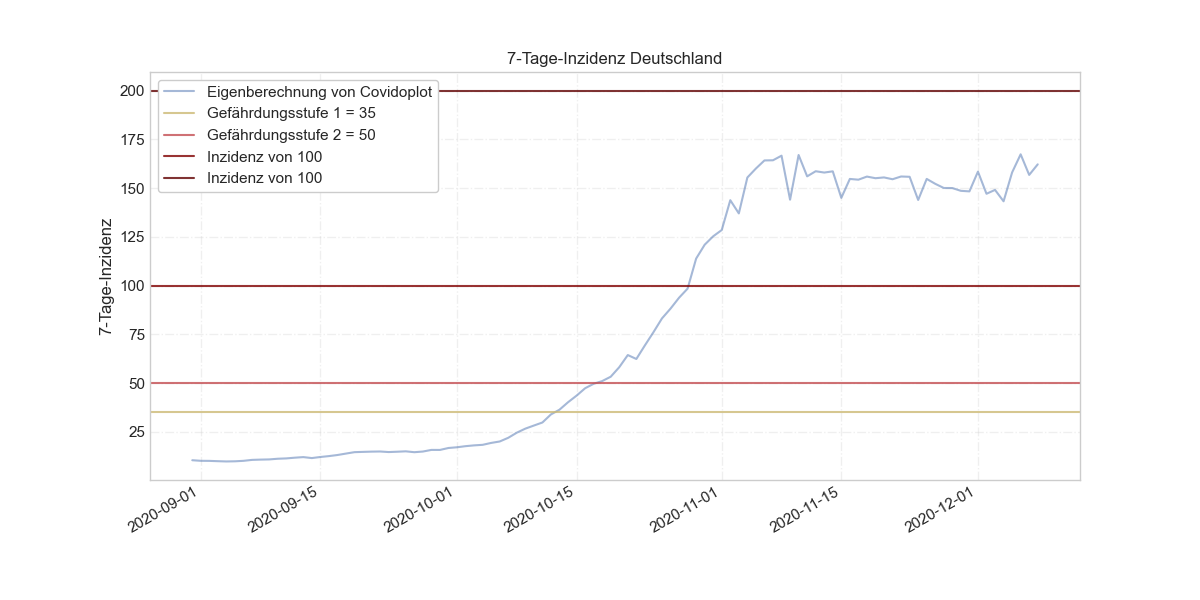 7-Tage-Inzidenz Deutschland
Eigenberechnung von Covidoplot
Gefährdungsstufe 1 = 35
Gefährdungsstufe 2 = 50
Inzidenz von 100
Inzidenz von 100
7-Tage-Inzidenz
200
175
150
125
100
75
50
25
2020-09-01
2020-09-15
2020-10-01
2020-10-15
2020-11-01
2020-11-15
2020-12-01